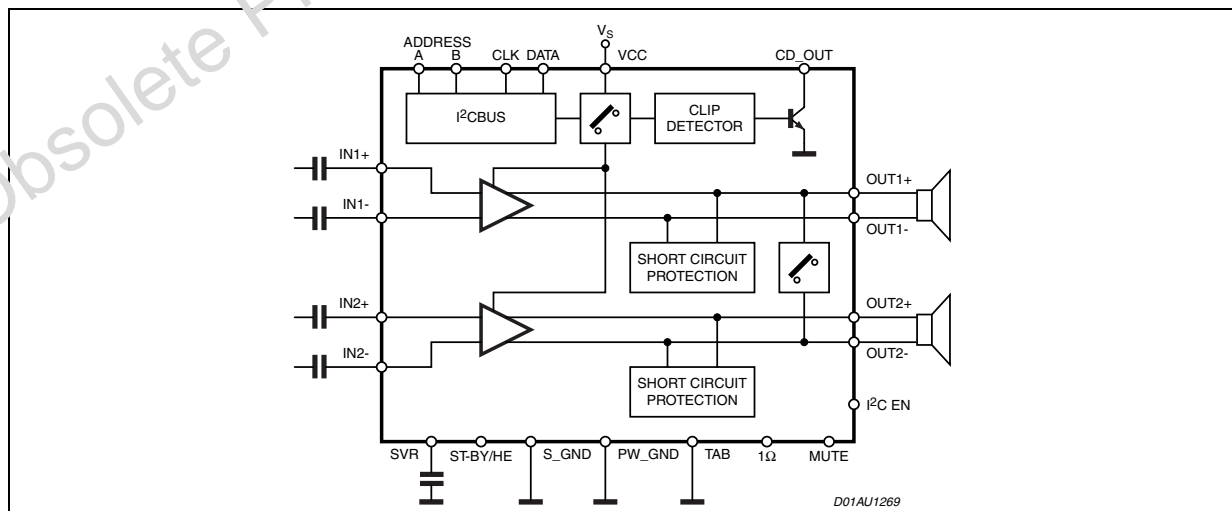 Obsolete Pr
VS
ADDRESS
A B CLK DATA VCC CD_OUT
I2CBUS
CLIP
DETECTOR
IN1+
OUT1+
IN1-
OUT1-
SHORT CIRCUIT
PROTECTION
IN2+
OUT2+
IN2-
OUT2-
SHORT CIRCUIT
PROTECTION
I2C EN
SVR ST-BY/HE S_GND PW_GND TAB 1Ω MUTE
D01AU1269